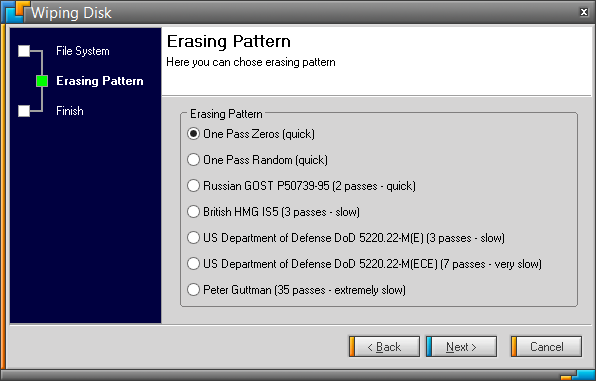 Wiping Disk
File System
Erasing Pattern
Finish
Erasing Pattern
Here you can chose erasing pattern
Erasing Pattern
One Pass Zeros (quick)
One Pass Random (quick)
Russian GOST P50739-95 (2 passes - quick)
British HMG IS5 (3 passes - slow)
US Department of Defense DoD 5220.22-M(E) (3 passes - slow)
US Department of Defense DoD 5220.22-M(ECE) (7 passes - very slow)
Peter Guttman (35 passes - extremely slow)
< Back Next > Cancel